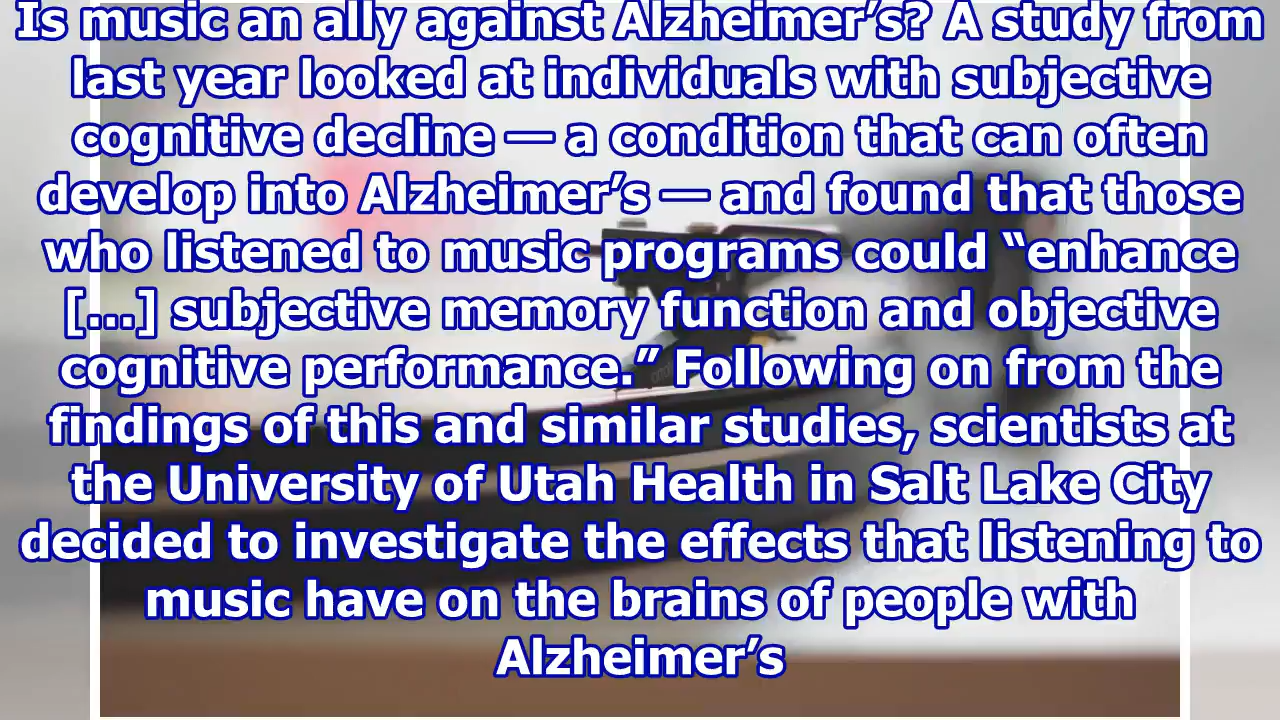 Is music an ally against Alzheimer’s? A study from
last year looked at individuals with subjective
cognitive decline — a condition that can often
develop into Alzheimer’s — and found that those
who listened to music programs could “enhance
[...] subjective memory function and objective
cognitive performance.” Following on from the
findings of this and similar studies, scientists at
the University of Utah Health in Salt Lake City
decided to investigate the effects that listening to
music have on the brains of people with
Alzheimer’s